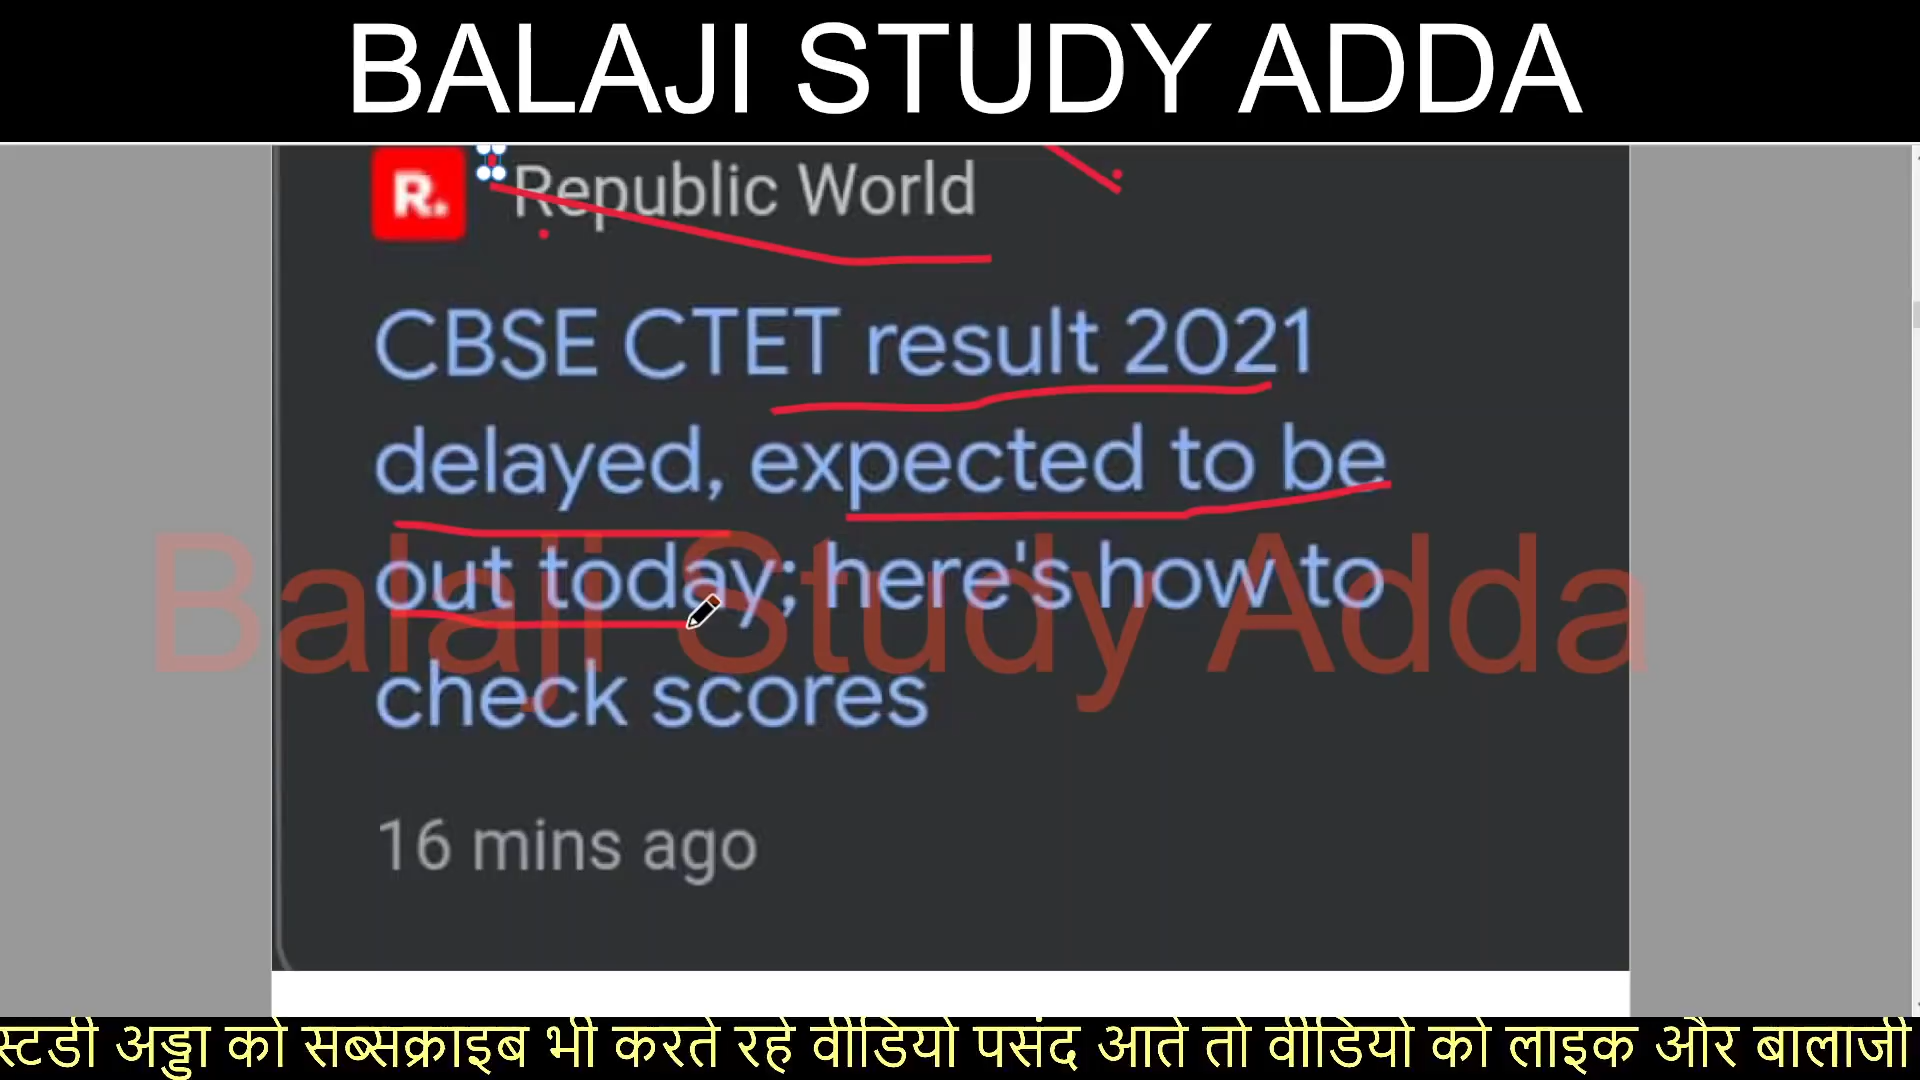 BALAJI STUDY ADDA
R. Republic World
CBSE CTET result 2021
delayed, expected to be
out today; here's how to
check scores
Balaji Study Adda
16 mins ago
स्टडी अड्डा को सब्सक्राइब भी करते रहे वीडियो पसंद आते तो वीडियो को लाइक और बालाजी